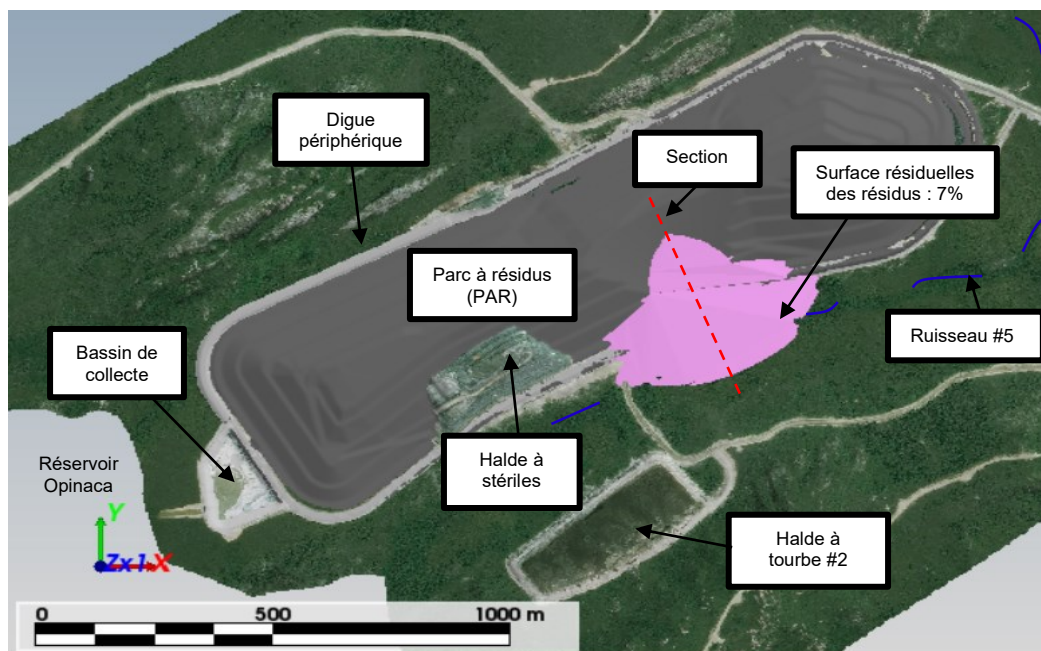 Digue
périphérique
Section
Surface résiduelles
des résidus : 7%
Parc à résidus
(PAR)
Ruisseau #5
Bassin de
collecte
Halde à
stériles
Réservoir
Opinaca
Halde à
tourbe #2
Y
Zx1 X
0 500 1000 m